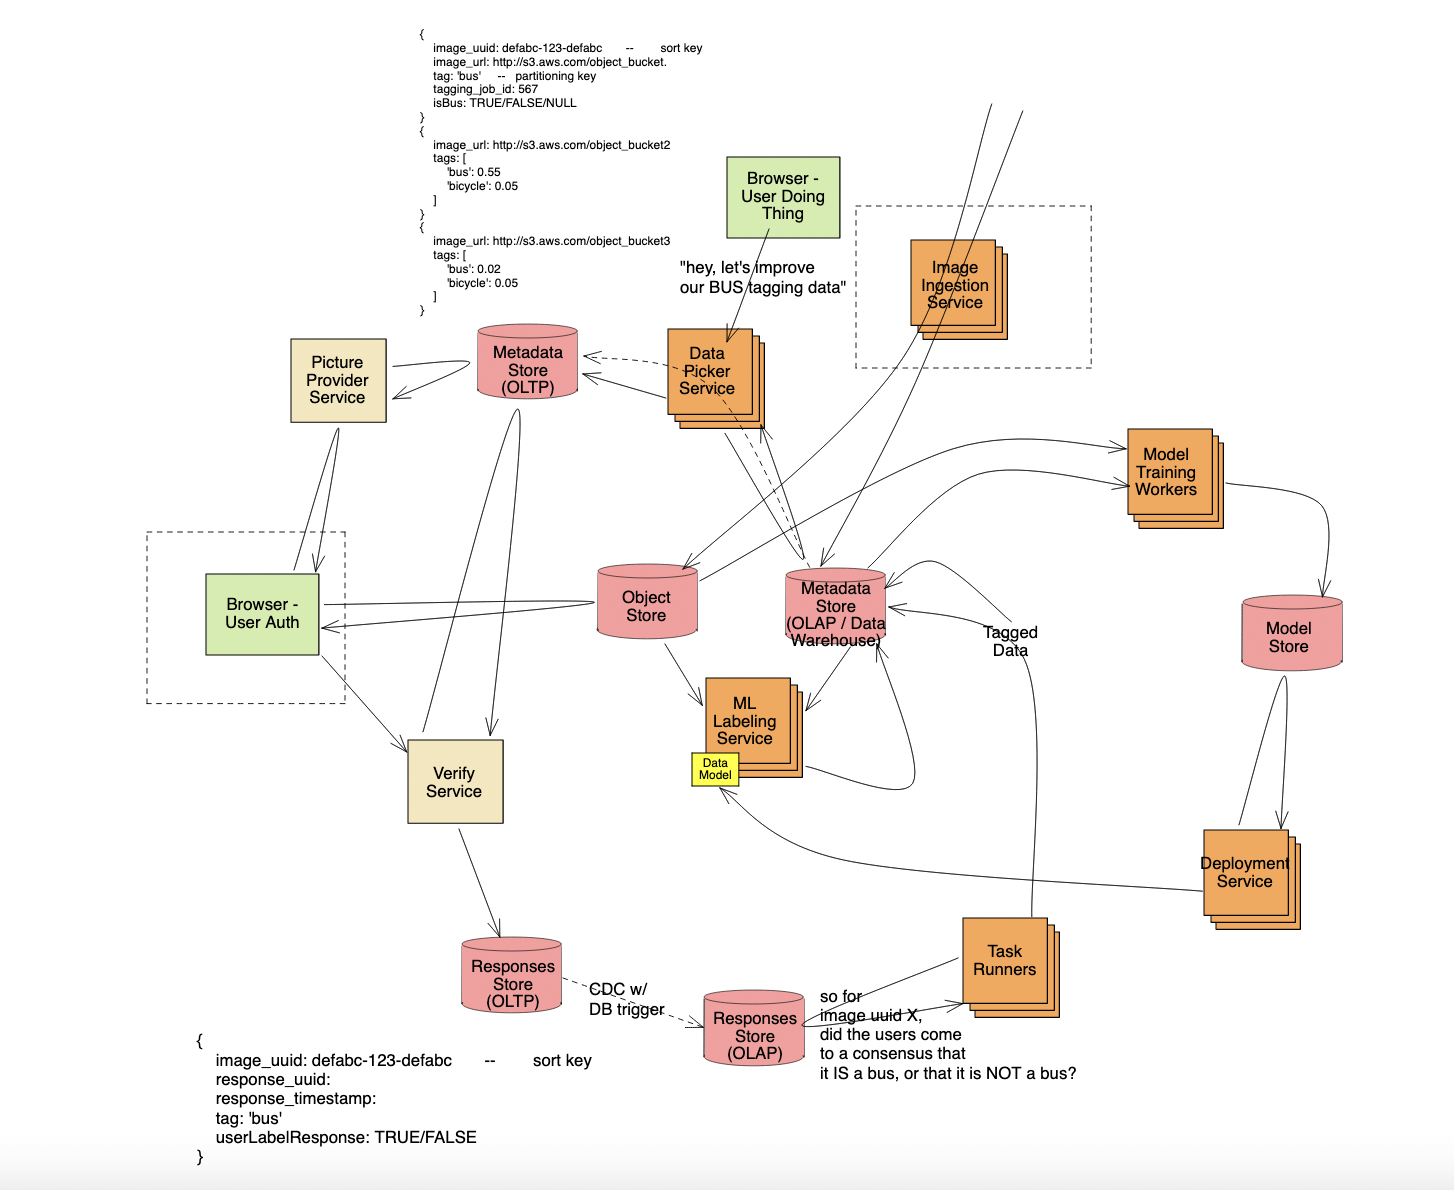 {
image_uuid: defabc-123-defabc -- sort key
image_url: http://s3.aws.com/object_bucket.
tag: 'bus' -- partitioning key
tagging_job_id: 567
isBus: TRUE/FALSE/NULL
}
{
image_url: http://s3.aws.com/object_bucket2
tags: [
'bus': 0.55
'bicycle': 0.05
]
}
{
image_url: http://s3.aws.com/object_bucket3
tags: [
'bus': 0.02
'bicycle': 0.05
]
}
Browser -
User Doing
Thing
"hey, let's improve
our BUS tagging data"
Image
Ingestion
Service
Picture
Provider
Service
Metadata
Store
(OLTP)
Data
Picker
Service
Model
Training
Workers
Browser -
User Auth
Object
Store
Metadata
Store
(OLAP / Data
Warehouse)
Tagged
Data
Model
Store
ML
Labeling
Service
Data
Model
Verify
Service
Deployment
Service
Task
Runners
Responses
Store
(OLTP)
CDC w/
DB trigger
Responses
Store
(OLAP)
so for
image uuid X,
did the users come
to a consensus that
it IS a bus, or that it is NOT a bus?
{
image_uuid: defabc-123-defabc -- sort key
response_uuid:
response_timestamp:
tag: 'bus'
userLabelResponse: TRUE/FALSE
}